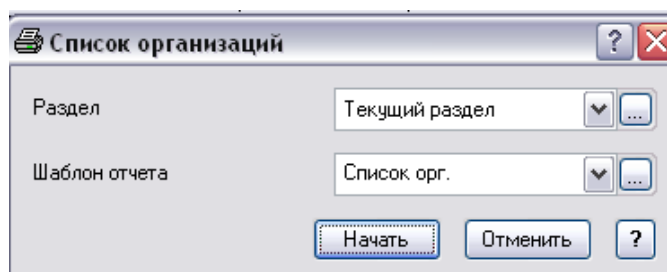 Список организаций ?
Раздел Текущий раздел ...
Шаблон отчета Список орг. ...
Начать Отменить ?